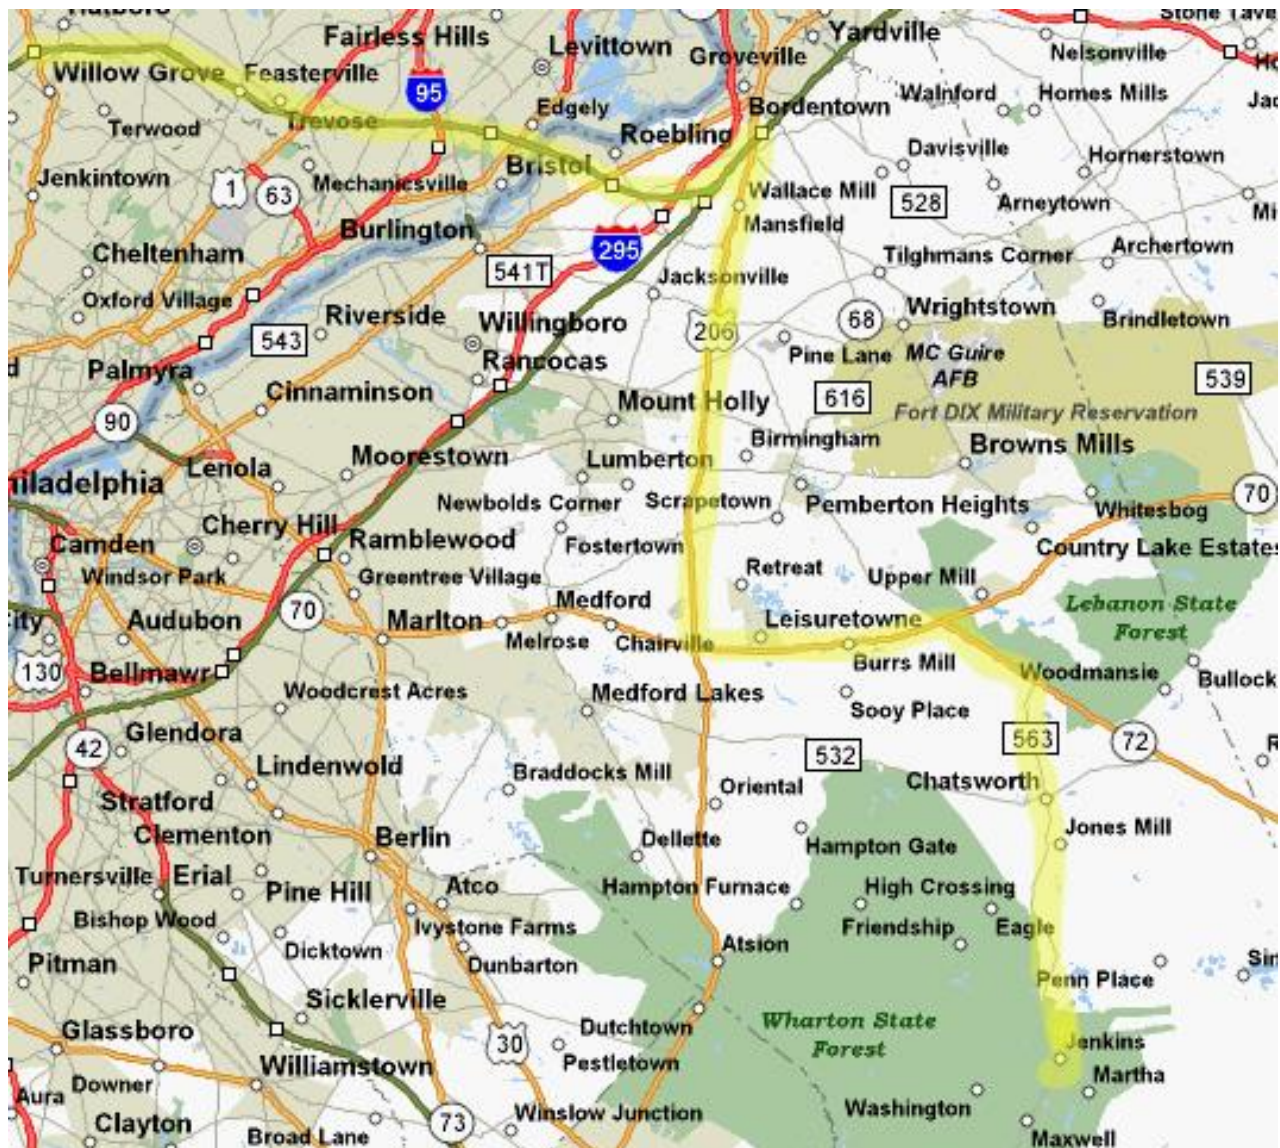 Hatboro
Fairless Hills
Levittown
Groveville
Yardville
Nelsonville
Willow Grove
Feasterville
95
Edgely
Bordentown
Walnford
Homes Mills
Terwood
Trevose
Roebling
Davisville
Hornerstown
Jenkintown
1
63
Mechanicsville
Bristol
Wallace Mill
528
Arneytown
Burlington
Mansfield
Cheltenham
541T
295
Jacksonville
Tilghmans Corner
Archertown
Oxford Village
543
Riverside
Willingboro
206
68
Wrightstown
Brindletown
Palmyra
Rancocas
Pine Lane
MC Guire
AFB
539
Cinnaminson
Mount Holly
616
Fort DIX Military Reservation
90
Moorestown
Birmingham
Browns Mills
Lenola
Lumberton
hiladelphia
Newbolds Corner
Scrapetown
Pemberton Heights
Whitesbog
70
Cherry Hill
Ramblewood
Fostertown
Country Lake Estates
Camden
Windsor Park
Greentree Village
Retreat
Upper Mill
70
Medford
Leisuretowne
Lebanon State
Forest
City
Audubon
Marlton
Melrose
Chairville
Burrs Mill
130
Bellmawr
Woodcrest Acres
Medford Lakes
Sooy Place
Woodmansie
Bullock
42
Glendora
563
72
Lindenwold
Braddocks Mill
532
Chatsworth
Stratford
Oriental
Clementon
Berlin
Dellette
Hampton Gate
Jones Mill
Turnersville
Erial
Pine Hill
Atco
Hampton Furnace
High Crossing
Bishop Wood
Ivystone Farms
Friendship
Eagle
Dicktown
Dunbarton
Atsion
Pitman
Penn Place
Sicklerville
Dutchtown
Wharton State
Forest
Glassboro
30
Pestletown
Jenkins
Williamstown
Downer
Martha
Aura
73
Winslow Junction
Washington
Clayton
Broad Lane
Maxwell